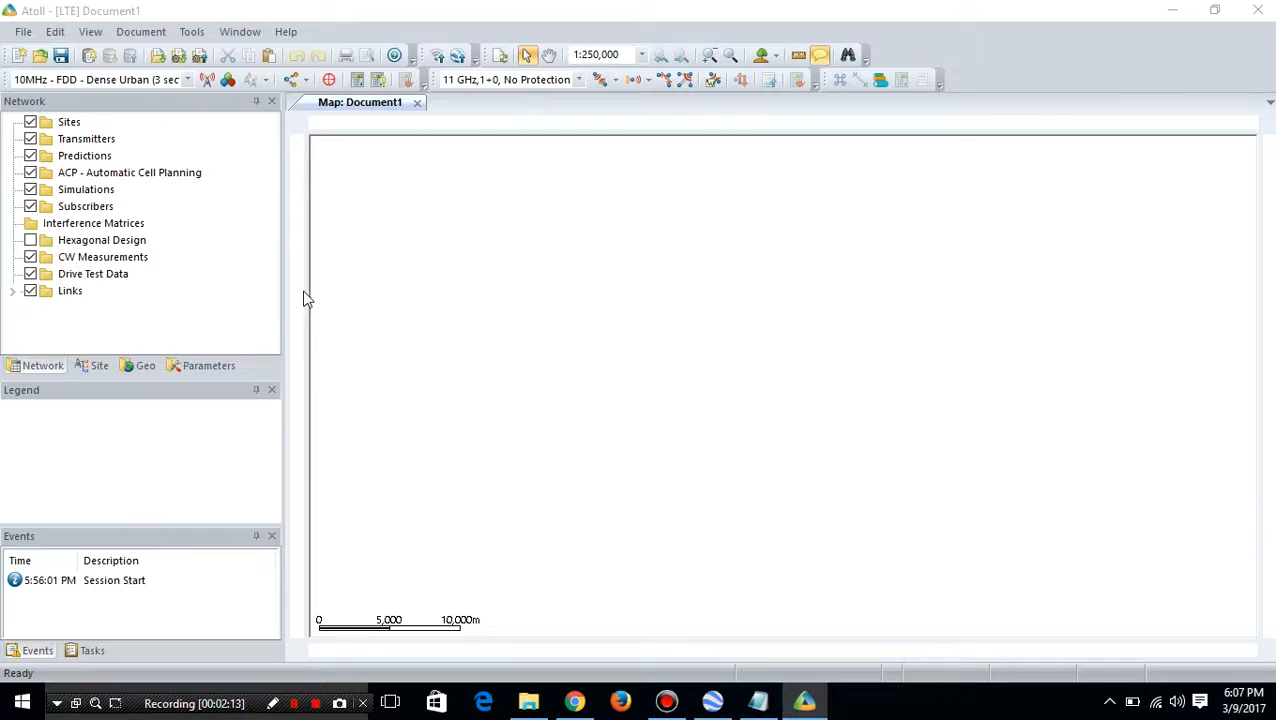 Atoll - [LTE] Document1
File Edit View Document Tools Window Help
1:250,000
10MHz - FDD - Dense Urban (3 sec
11 GHz,1+0, No Protection
Network
Map: Document1
Sites
Transmitters
Predictions
ACP - Automatic Cell Planning
Simulations
Subscribers
Interference Matrices
Hexagonal Design
CW Measurements
Drive Test Data
Links
Network Site Geo Parameters
Legend
Events
Time Description
5:56:01 PM Session Start
0 5,000 10,000m
Events Tasks
Ready
Recording [00:02:13]
6:07 PM
3/9/2017